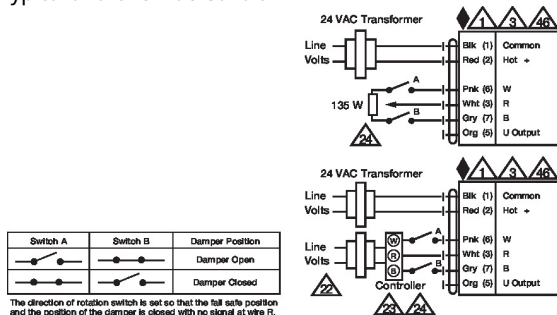 24 VAC Transformer
1 3 46
Line
Volts
Blk (1) Common
Red (2) Hot +
A
Pnk (6) W
135 W
Wht (3) R
B
Gry (7) B
Org (5) U Output
24
24 VAC Transformer
1 3 46
Line
Volts
Blk (1) Common
Red (2) Hot +
A
W
Pnk (6) W
Line
Volts
R
Wht (3) R
B
B
Gry (7) B
Controller
Org (5) U Output
22
23 24
Switch A Switch B Damper Position
Damper Open
Damper Closed
The direction of rotation switch is set so that the fail safe position
and the position of the damper is closed with no signal at wire R.